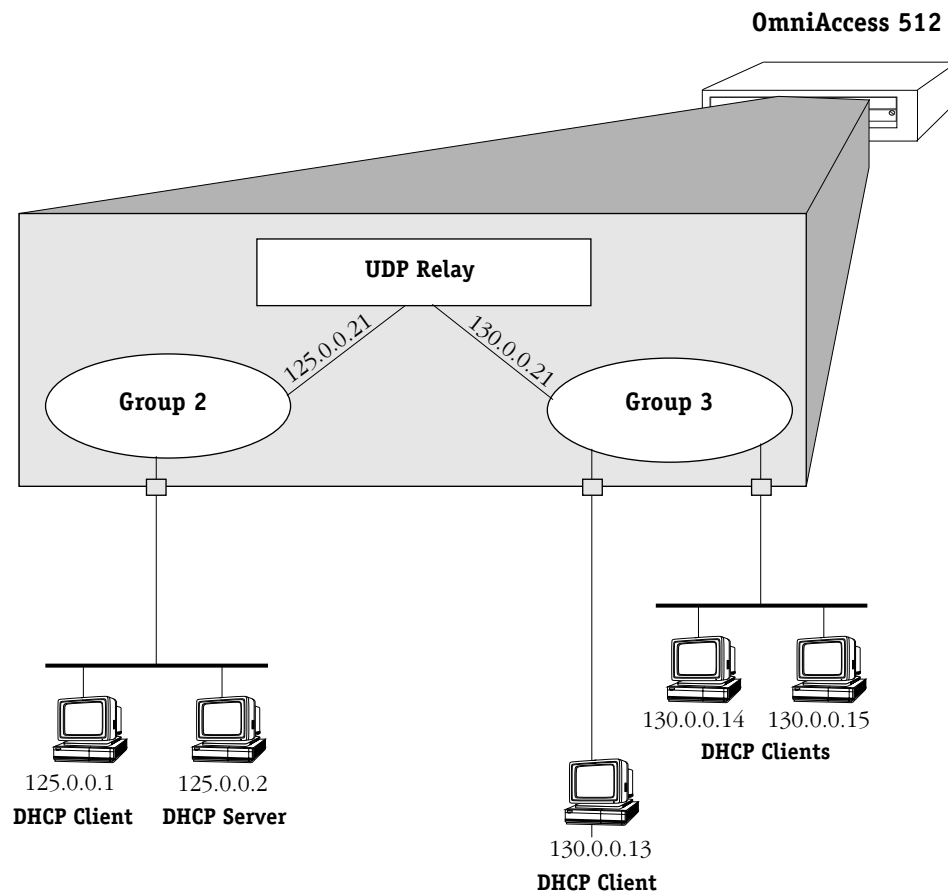 OmniAccess 512
UDP Relay
125.0.0.21
130.0.0.21
Group 2
Group 3
130.0.0.14
130.0.0.15
DHCP Clients
125.0.0.1
125.0.0.2
DHCP Client
DHCP Server
130.0.0.13
DHCP Client